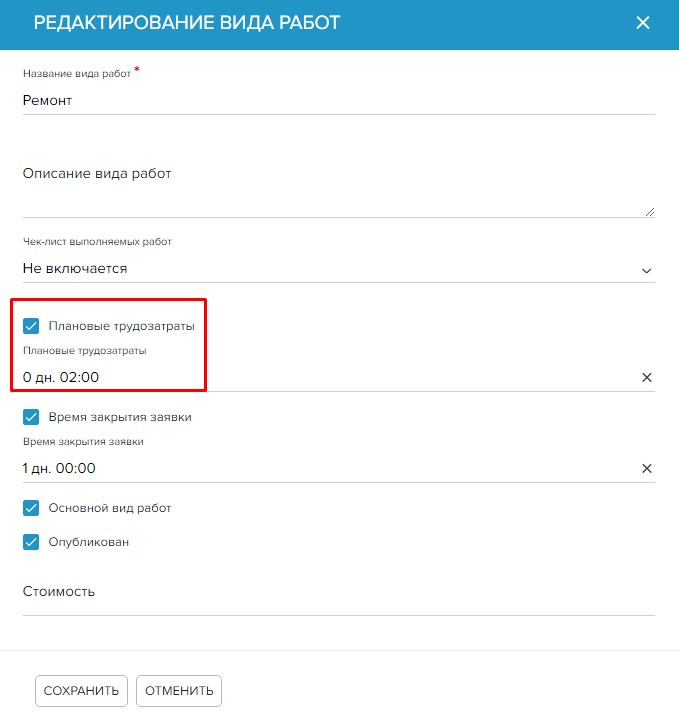 РЕДАКТИРОВАНИЕ ВИДА РАБОТ
Название вида работ *
Ремонт
Описание вида работ
Чек-лист выполняемых работ
Не включается
Плановые трудозатраты
Плановые трудозатраты
0 дн. 02:00
Время закрытия заявки
Время закрытия заявки
1 дн. 00:00
Основной вид работ
Опубликован
Стоимость
СОХРАНИТЬ ОТМЕНИТЬ